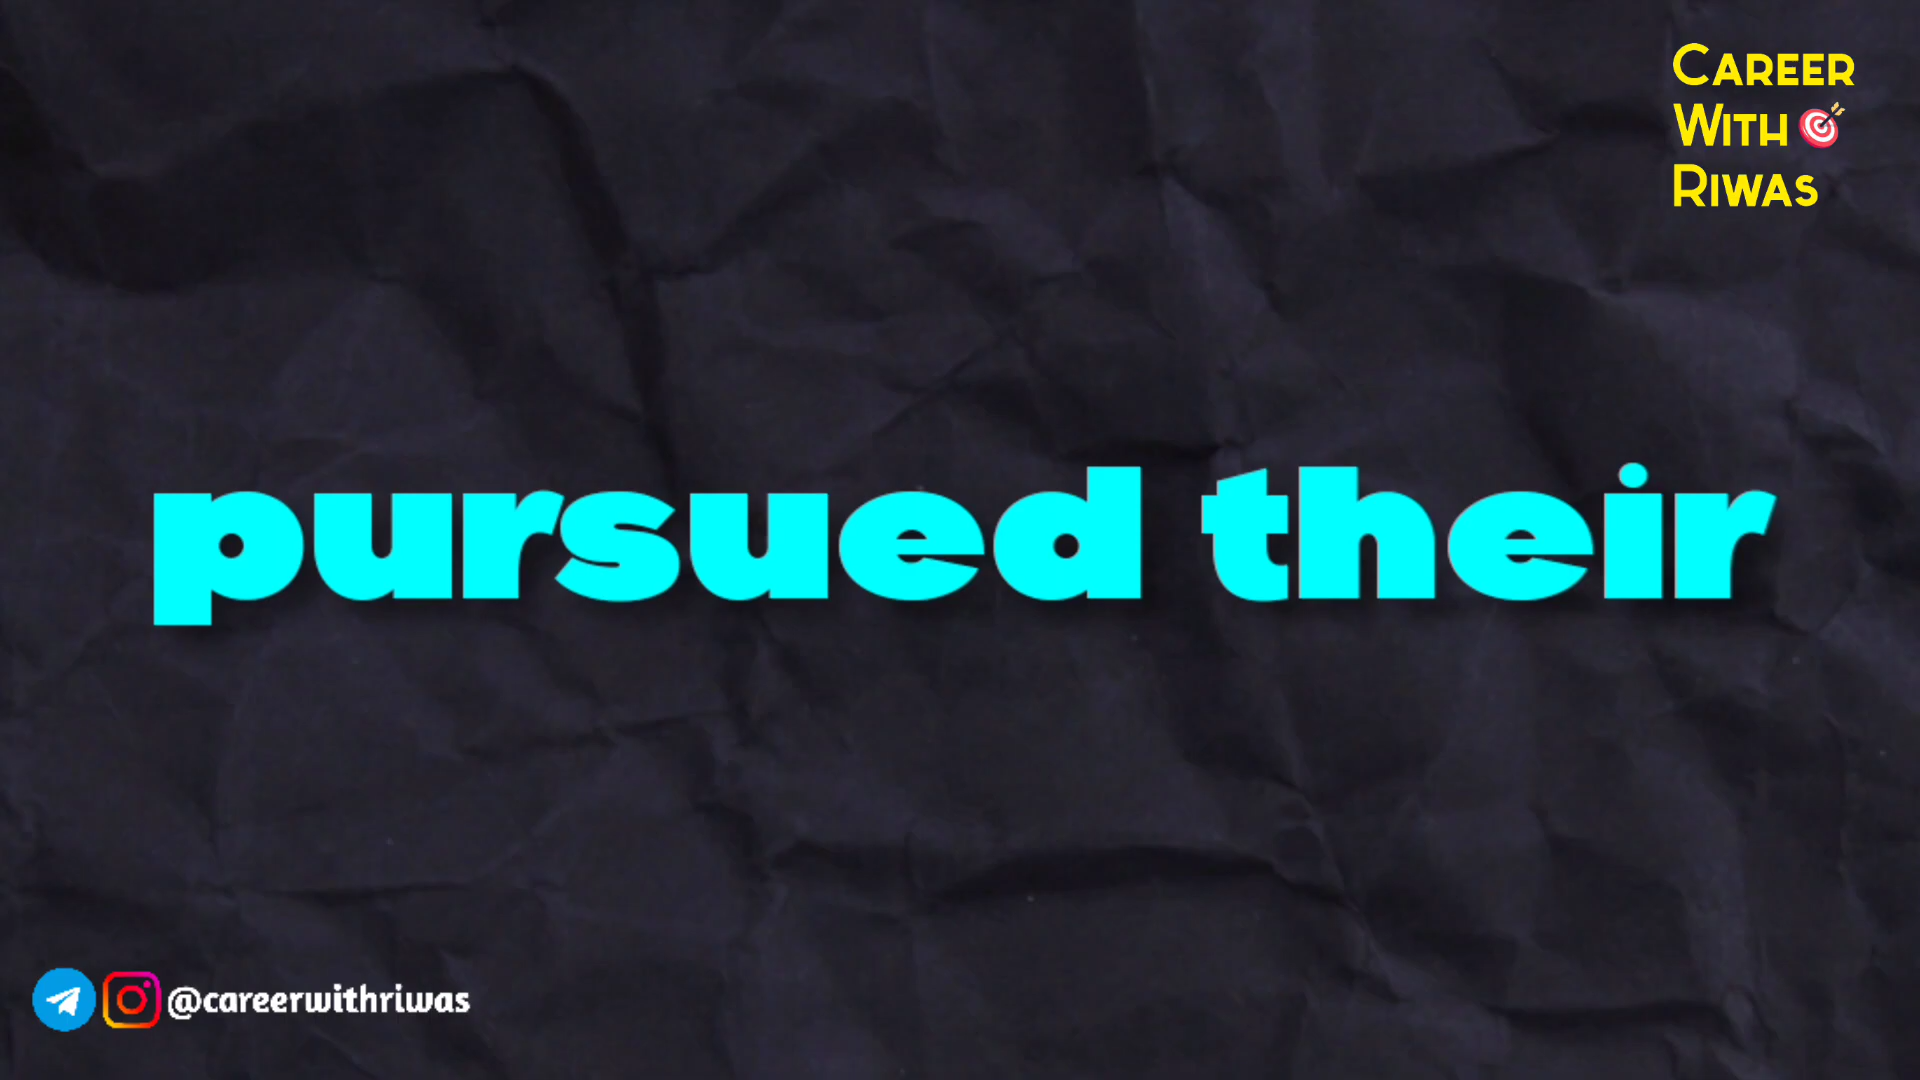 Career
With
Riwas
pursued their
@careerwithriwas